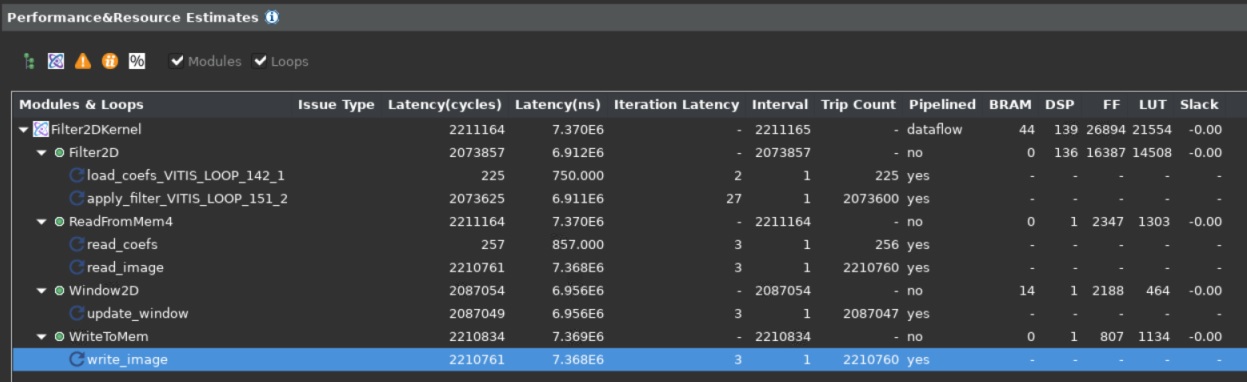 Performance&Resource Estimates i
% Modules Loops
Modules & Loops Issue Type Latency(cycles) Latency(ns) Iteration Latency Interval Trip Count Pipelined BRAM DSP FF LUT Slack
Filter2DKernel 2211164 7.370E6 - 2211165 - dataflow 44 139 26894 21554 -0.00
Filter2D 2073857 6.912E6 - 2073857 - no 0 136 16387 14508 -0.00
load_coefs_VITIS_LOOP_142_1 225 750.000 2 1 225 yes - - - - -
apply_filter_VITIS_LOOP_151_2 2073625 6.911E6 27 1 2073600 yes - - - - -
ReadFromMem4 2211164 7.370E6 - 2211164 - no 0 1 2347 1303 -0.00
read_coefs 257 857.000 3 1 256 yes - - - - -
read_image 2210761 7.368E6 3 1 2210760 yes - - - - -
Window2D 2087054 6.956E6 - 2087054 - no 14 1 2188 464 -0.00
update_window 2087049 6.956E6 3 1 2087047 yes - - - - -
WriteToMem 2210834 7.369E6 - 2210834 - no 0 1 807 1134 -0.00
write_image 2210761 7.368E6 3 1 2210760 yes - - - - -